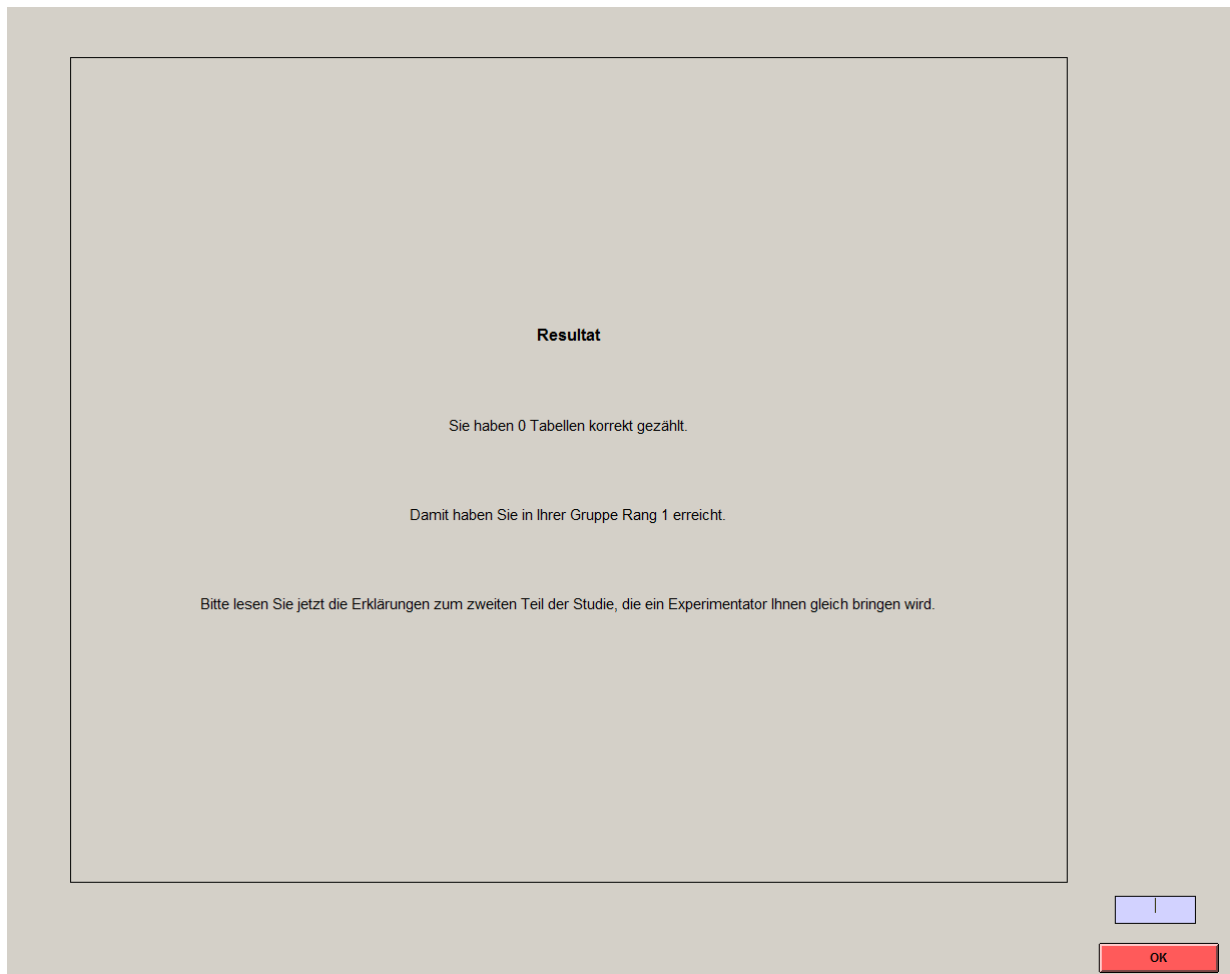 Resultat
Sie haben 0 Tabellen korrekt gezählt.
Damit haben Sie in Ihrer Gruppe Rang 1 erreicht.
Bitte lesen Sie jetzt die Erklärungen zum zweiten Teil der Studie, die ein Experimentator Ihnen gleich bringen wird.
OK